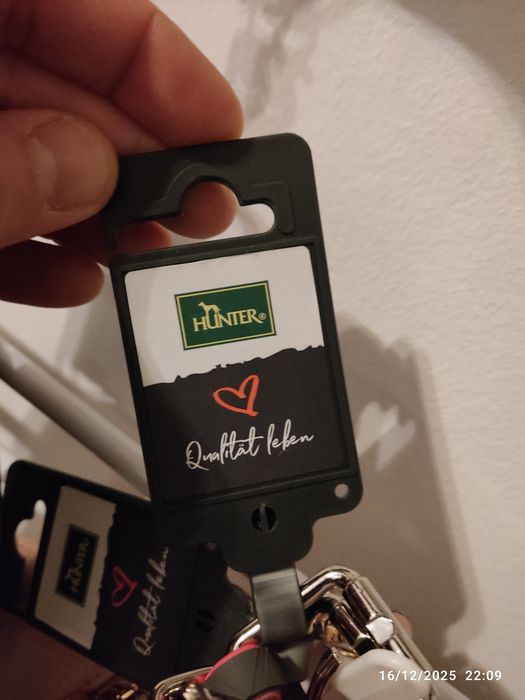 HUNTER®
Qualität leben
HUNTER
Qualität leben
16/12/2025 22:09